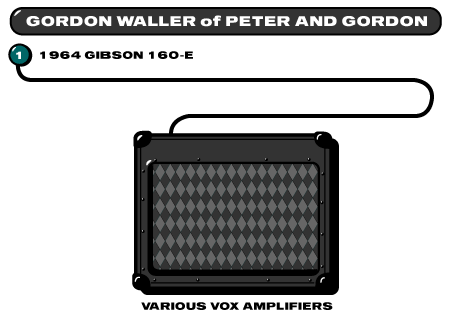 GORDON WALLER of PETER AND GORDON
1 1964 GIBSON 160-E
VARIOUS VOX AMPLIFIERS